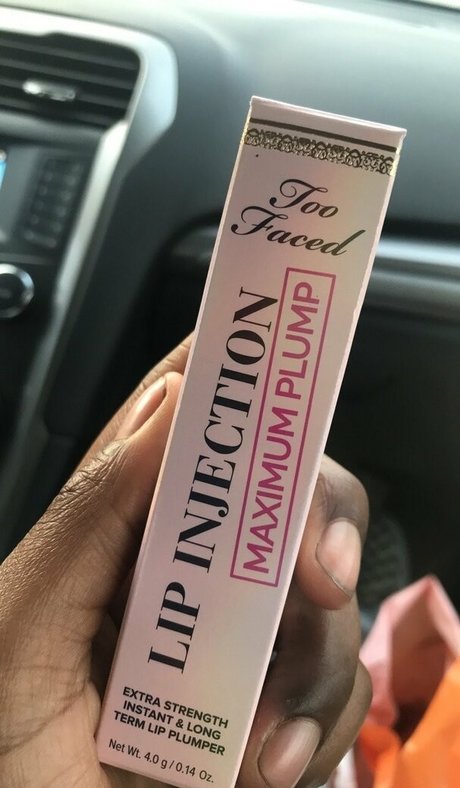 Too
Faced
LIP INJECTION
MAXIMUM PLUMP
EXTRA STRENGTH
INSTANT & LONG
TERM LIP PLUMPER
Net Wt. 4.0 g / 0.14 Oz.